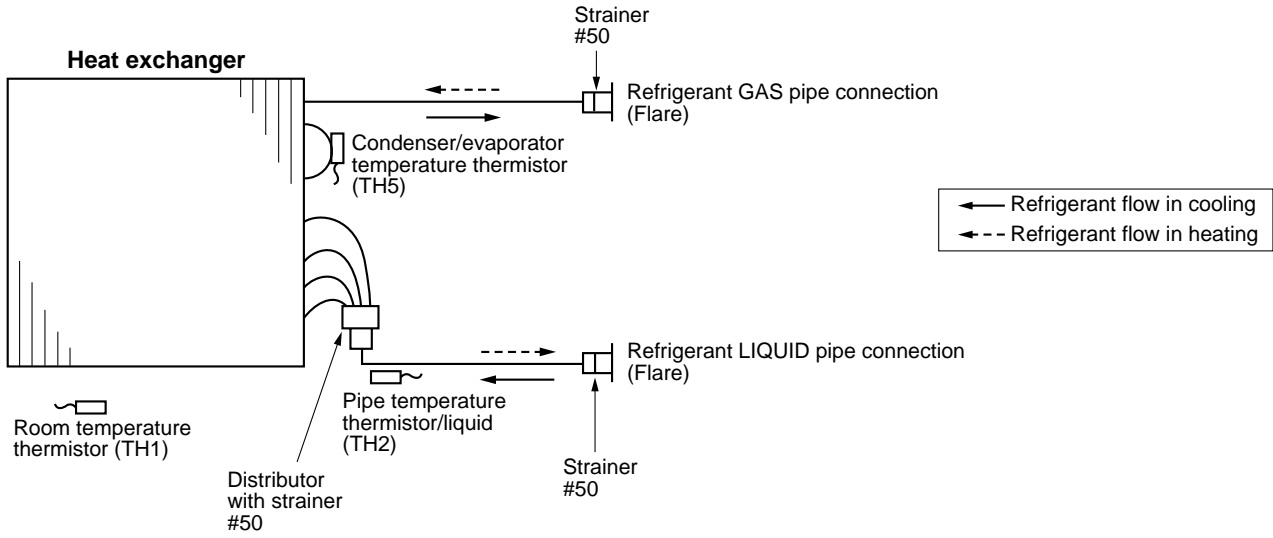 Strainer
#50
Heat exchanger
Refrigerant GAS pipe connection
(Flare)
Condenser/evaporator
temperature thermistor
(TH5)
Refrigerant flow in cooling
Refrigerant flow in heating
Refrigerant LIQUID pipe connection
(Flare)
Pipe temperature
thermistor/liquid
(TH2)
Room temperature
thermistor (TH1)
Distributor
with strainer
#50
Strainer
#50